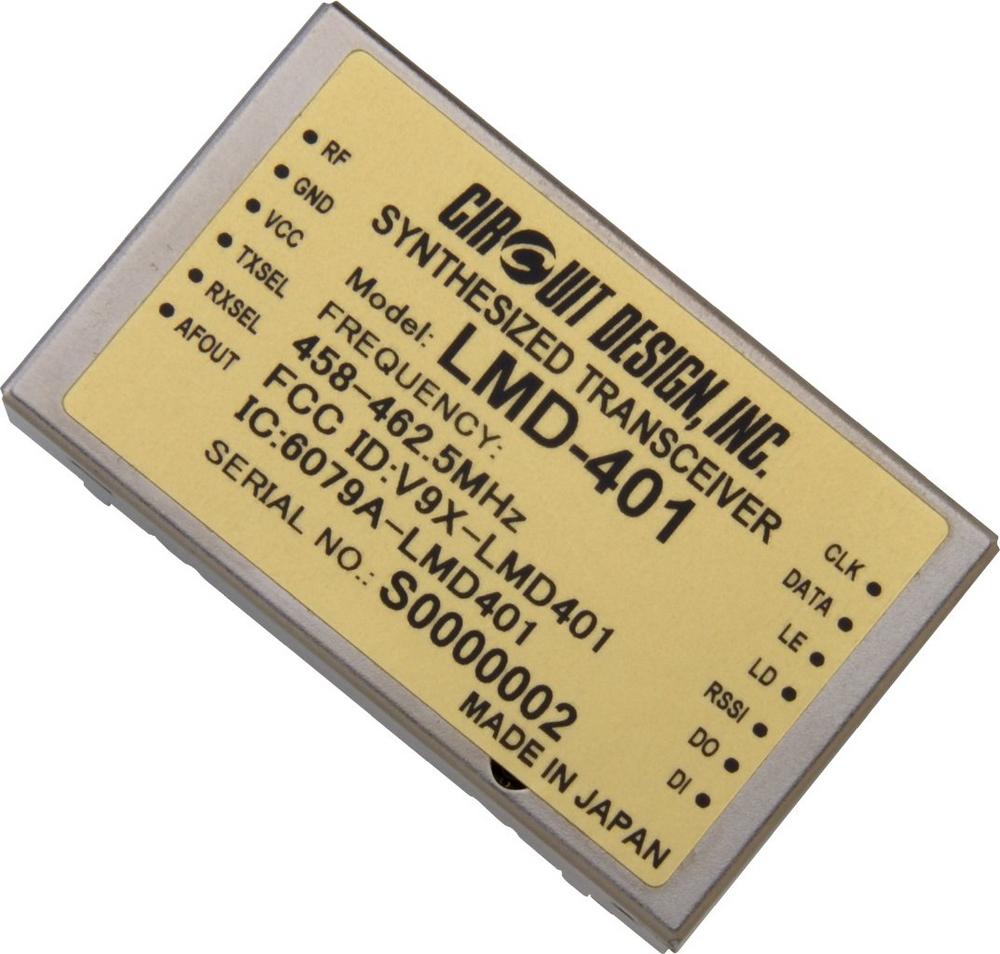 CIRCUIT DESIGN, INC.
SYNTHESIZED TRANSCEIVER
Model: LMD-401
FREQUENCY:
458-462.5MHz
FCC ID:V9X-LMD401
IC:6079A-LMD401
SERIAL NO.: S0000002
MADE IN JAPAN
RF
GND
VCC
TXSEL
RXSEL
AFOUT
CLK
DATA
LE
LD
RSSI
DO
DI